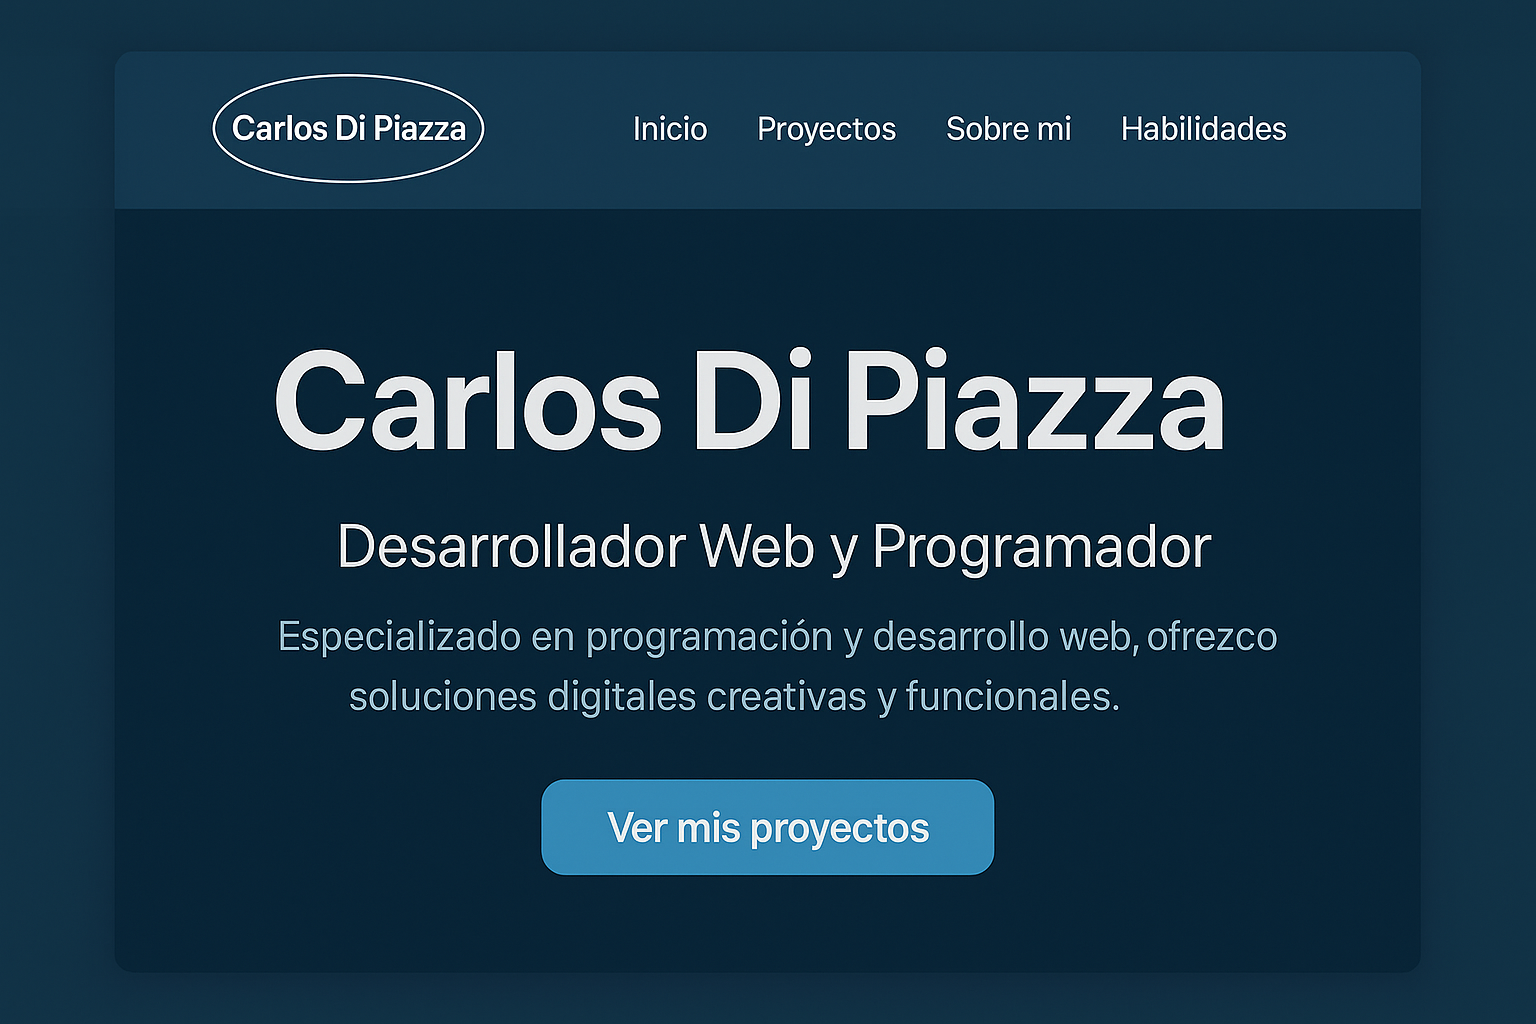 Carlos Di Piazza
Inicio Proyectos Sobre mi Habilidades
Carlos Di Piazza
Desarrollador Web y Programador
Especializado en programación y desarrollo web, ofrezco
soluciones digitales creativas y funcionales.
Ver mis proyectos